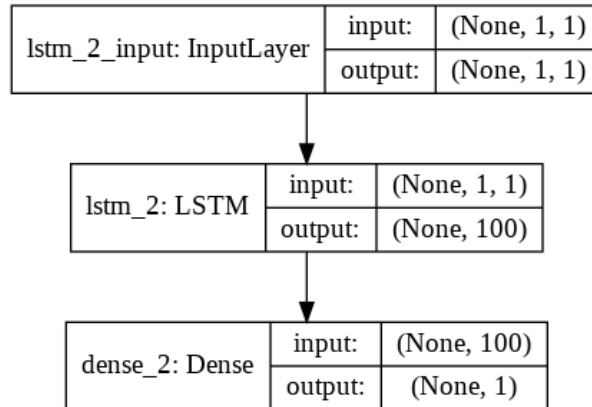 lstm_2_input: InputLayer
input: (None, 1, 1)
output: (None, 1, 1)
lstm_2: LSTM
input: (None, 1, 1)
output: (None, 100)
dense_2: Dense
input: (None, 100)
output: (None, 1)